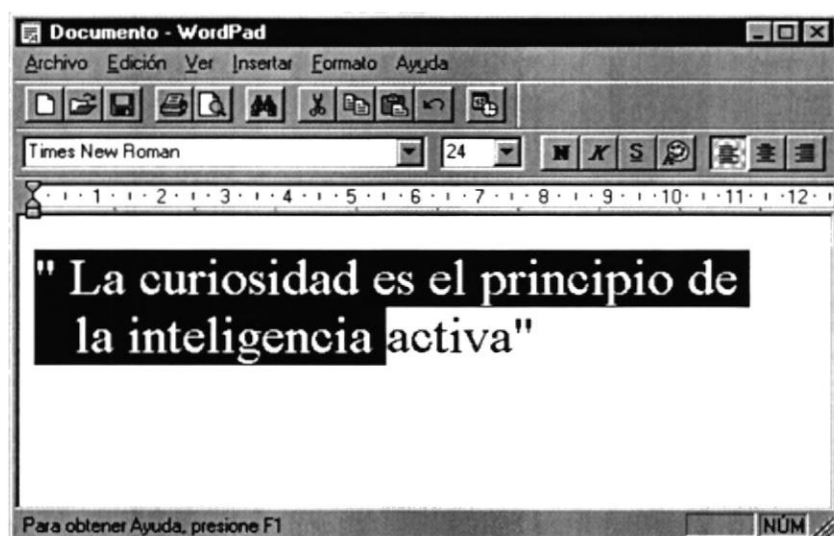 Documento - WordPad
Archivo Edición Ver Insertar Formato Ayuda
Times New Roman 24 N K S
1 2 3 4 5 6 7 8 9 10 11 12
" La curiosidad es el principio de
la inteligencia activa"
Para obtener Ayuda, presione F1 NÚM